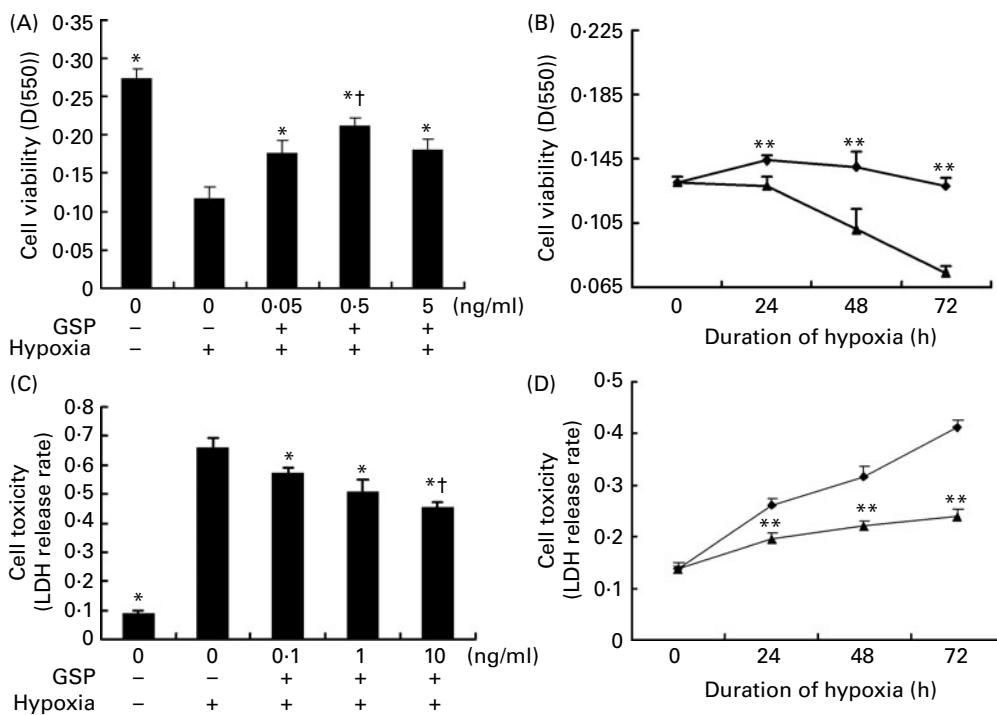 (A)
Cell viability (D(550))
0·35
0·30
0·25
0·20
0·15
0·10
0·05
0
*
*
*†
*
0 0 0·05 0·5 5 (ng/ml)
GSP − − + + +
Hypoxia − + + + +
(B)
Cell viability (D(550))
0·225
0·185
0·145
0·105
0·065
** ** **
0 24 48 72
Duration of hypoxia (h)
(C)
Cell toxicity
(LDH release rate)
0·8
0·7
0·6
0·5
0·4
0·3
0·2
0·1
0
*
*
*
*†
0 0 0·1 1 10 (ng/ml)
GSP − − + + +
Hypoxia − + + + +
(D)
Cell toxicity
(LDH release rate)
0·5
0·4
0·3
0·2
0·1
0
** ** **
0 24 48 72
Duration of hypoxia (h)